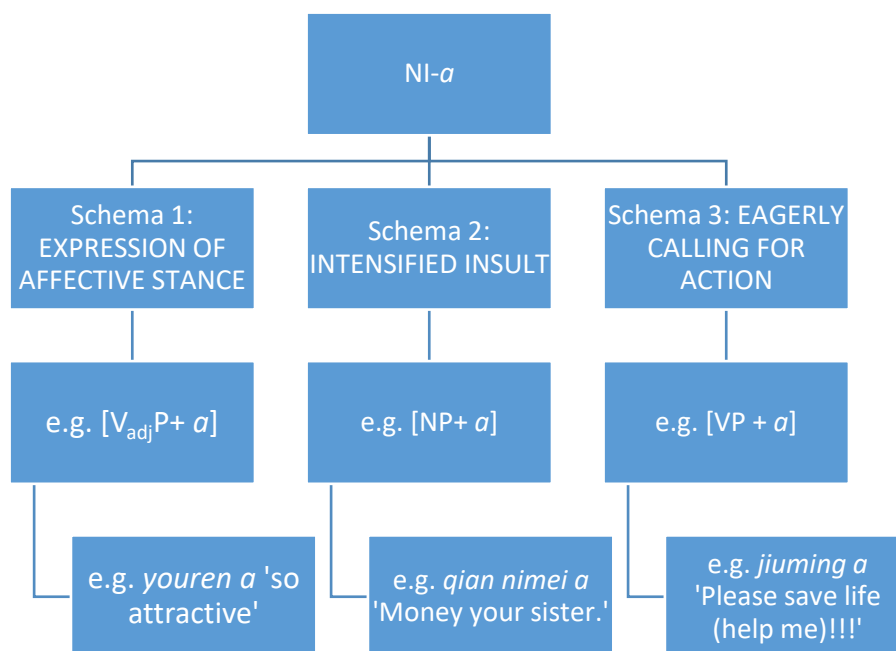 NI-a
Schema 1:
EXPRESSION OF
AFFECTIVE STANCE
Schema 2:
INTENSIFIED INSULT
Schema 3: EAGERLY
CALLING FOR
ACTION
e.g. [VadjP+ a]
e.g. [NP+ a]
e.g. [VP + a]
e.g. youren a 'so
attractive'
e.g. qian nimei a
'Money your sister.'
e.g. jiuming a
'Please save life
(help me)!!!'